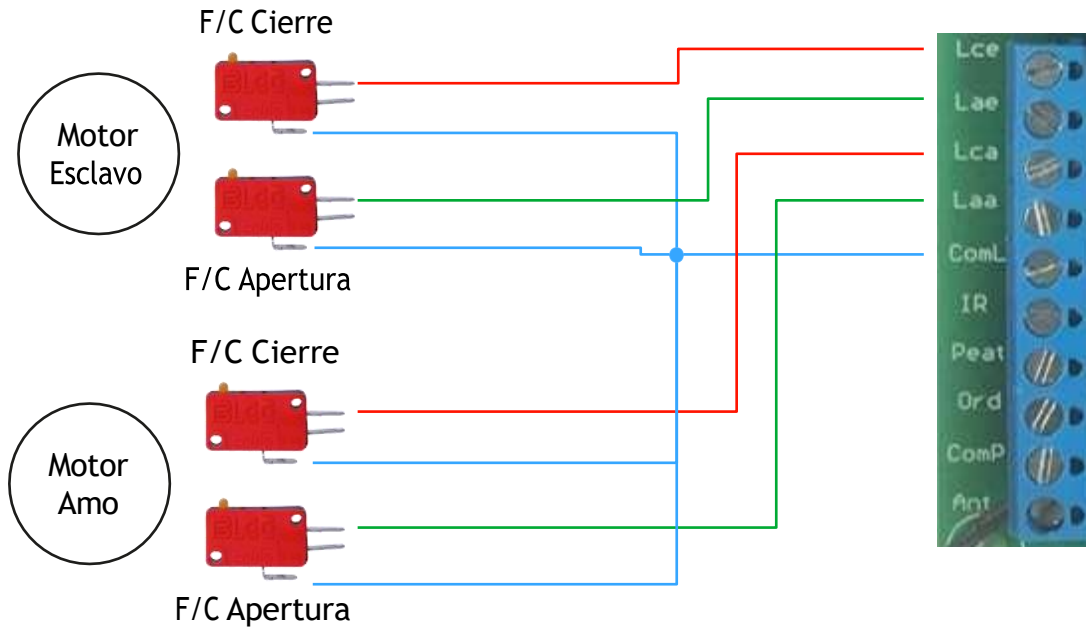 F/C Cierre
Motor
Esclavo
F/C Apertura
F/C Cierre
Motor
Amo
F/C Apertura
Lce
Lae
Lca
Laa
ComL
IR
Peat
Ord
ComP
Ant